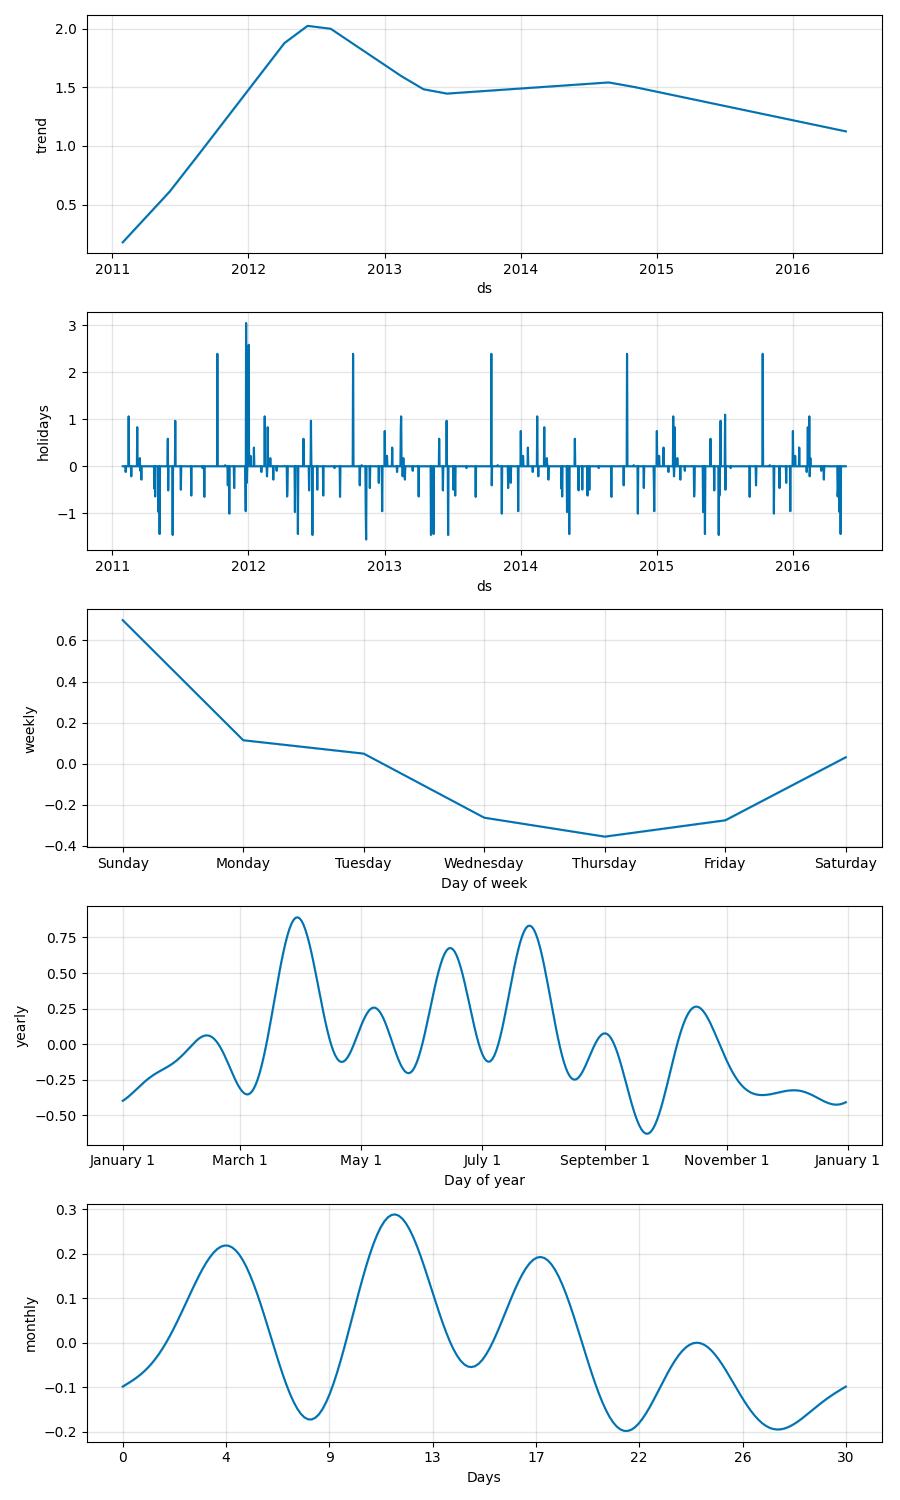 2.0
1.5
1.0
0.5
trend
2011 2012 2013 2014 2015 2016
ds
3
2
1
0
−1
holidays
2011 2012 2013 2014 2015 2016
ds
0.6
0.4
0.2
0.0
−0.2
−0.4
weekly
Sunday Monday Tuesday Wednesday Thursday Friday Saturday
Day of week
0.75
0.50
0.25
0.00
−0.25
−0.50
yearly
January 1 March 1 May 1 July 1 September 1 November 1 January 1
Day of year
0.3
0.2
0.1
0.0
−0.1
−0.2
monthly
0 4 9 13 17 22 26 30
Days